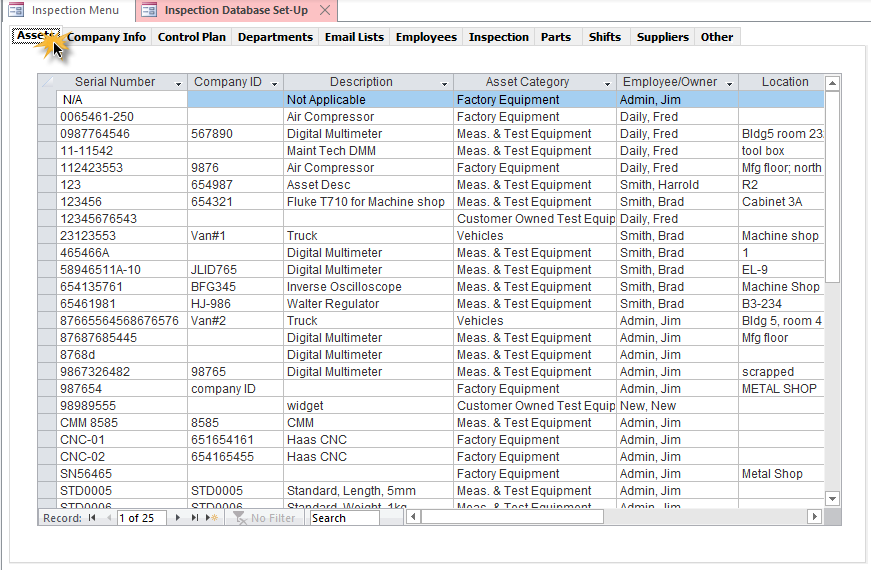 Inspection Menu Inspection Database Set-Up
Assets Company Info Control Plan Departments Email Lists Employees Inspection Parts Shifts Suppliers Other
Serial Number Company ID Description Asset Category Employee/Owner Location
N/A Not Applicable Factory Equipment Admin, Jim
0065461-250 Air Compressor Factory Equipment Daily, Fred
0987764546 567890 Digital Multimeter Meas. & Test Equipment Daily, Fred Bldg5 room 23
11-11542 Maint Tech DMM Meas. & Test Equipment Daily, Fred tool box
112423553 9876 Air Compressor Factory Equipment Daily, Fred Mfg floor; north
123 654987 Asset Desc Meas. & Test Equipment Smith, Harrold R2
123456 654321 Fluke T710 for Machine shop Meas. & Test Equipment Smith, Brad Cabinet 3A
12345676543 Customer Owned Test Equip Daily, Fred
23123553 Van#1 Truck Vehicles Smith, Brad Machine shop
465466A Digital Multimeter Meas. & Test Equipment Smith, Brad 1
58946511A-10 JLID765 Digital Multimeter Meas. & Test Equipment Smith, Brad EL-9
654135761 BFG345 Inverse Oscilloscope Meas. & Test Equipment Smith, Brad Machine Shop
65461981 HJ-986 Walter Regulator Meas. & Test Equipment Smith, Brad B3-234
87665564568676576 Van#2 Truck Vehicles Admin, Jim Bldg 5, room 4
87687685445 Digital Multimeter Meas. & Test Equipment Admin, Jim Mfg floor
8768d Digital Multimeter Meas. & Test Equipment Admin, Jim
9867326482 98765 Digital Multimeter Meas. & Test Equipment Admin, Jim scrapped
987654 company ID Factory Equipment Admin, Jim METAL SHOP
98989555 widget Customer Owned Test Equip New, New
CMM 8585 8585 CMM Meas. & Test Equipment Admin, Jim
CNC-01 651654161 Haas CNC Factory Equipment Admin, Jim
CNC-02 654165455 Haas CNC Factory Equipment Admin, Jim
SN56465 Factory Equipment Admin, Jim Metal Shop
STD0005 STD0005 Standard, Length, 5mm Meas. & Test Equipment Admin, Jim
STD0006 STD0006 Standard, Weight, 1kg Meas. & Test Equipment Admin, Jim
Record: 1 of 25 No Filter Search